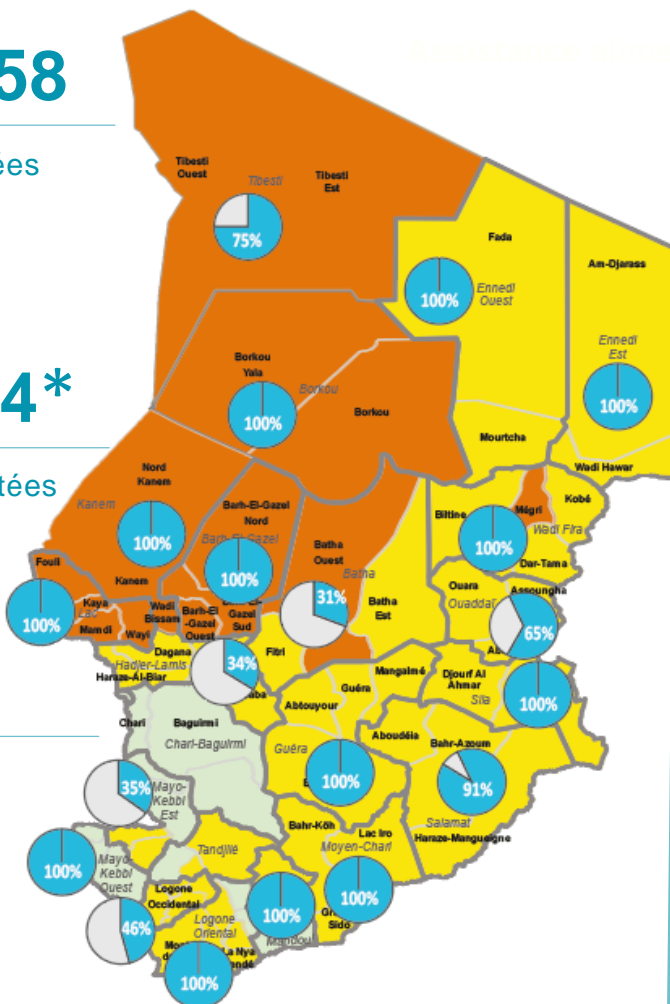 58
ées
Tibesti
Ouest
Tibesti
Tibesti
Est
75%
Fada
Am-Djarass
100%
Ennedi
Ouest
Ennedi
Est
100%
4*
Borkou
Yala
Borkou
100%
Borkou
Mourtcha
tées
Nord
Kanem
Kanem
100%
Barh-El-Gazel
Nord
Barh-El-Gazel
100%
Wadi Hawar
Mégri
Kobé
Biltine
Wadi Fira
100%
Dar-Tama
Batha
Ouest
Batha
31%
Batha
Est
Fouli
Kanem
100%
Kaya
Lac
Mamdi
Wayi
Wadi
Bissam
Barh-El
-Gazel
Ouest
Gazel
Sud
Ouara
Ouaddaï
Assoungha
65%
Dagana
Hadjer-Lamis
Haraze-Al-Biar
34%
Fitri
Mangalmé
Guéra
Abtouyour
Djourf Al
Ahmar
Sila
100%
Chari
Baguirmi
Chari-Baguirmi
Guéra
100%
Aboudéia
Bahr-Azoum
91%
Salamat
Haraze-Mangueigne
35%
Mayo-
Kebbi
Est
Bahr-Köh
Lac Iro
Moyen-Chari
100%
Tandjilé
100%
Mayo-
Kebbi
Ouest
Logone
Occidental
46%
Logone
Oriental
100%
Mandoul
Sido
La Nya
100%